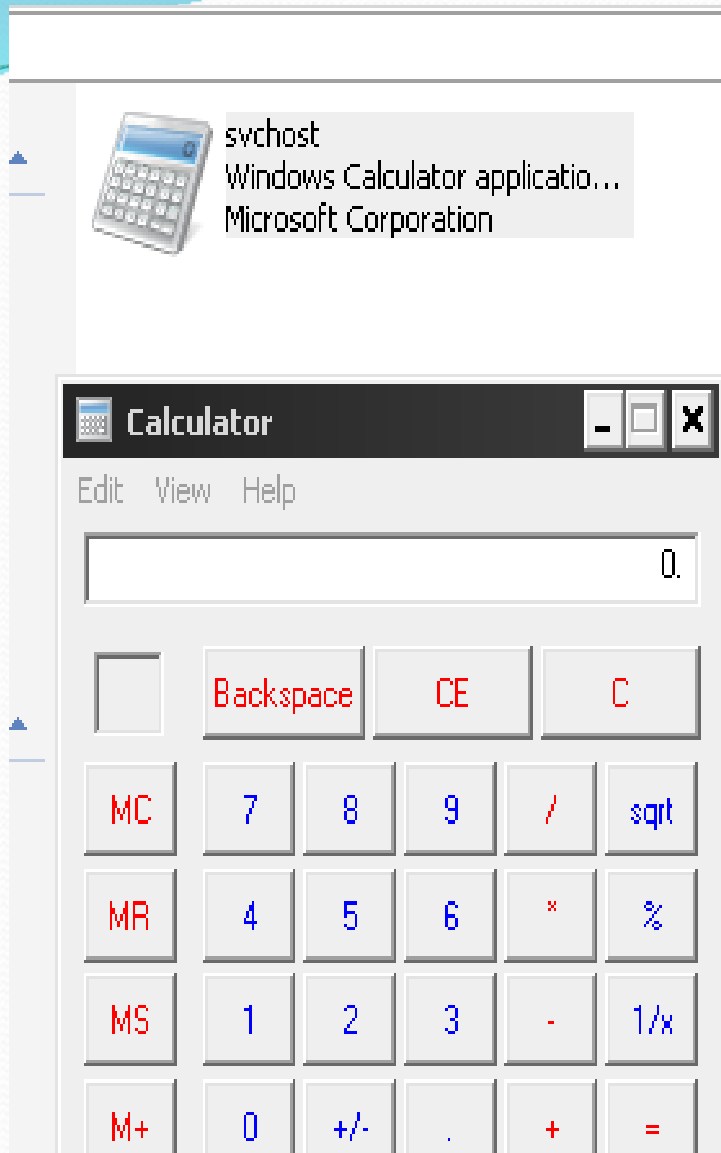 svchost
Windows Calculator applicatio...
Microsoft Corporation
Calculator
Edit View Help
0.
Backspace CE C
MC 7 8 9 / sqrt
MR 4 5 6 * %
MS 1 2 3 - 1/x
M+ 0 +/- . + =